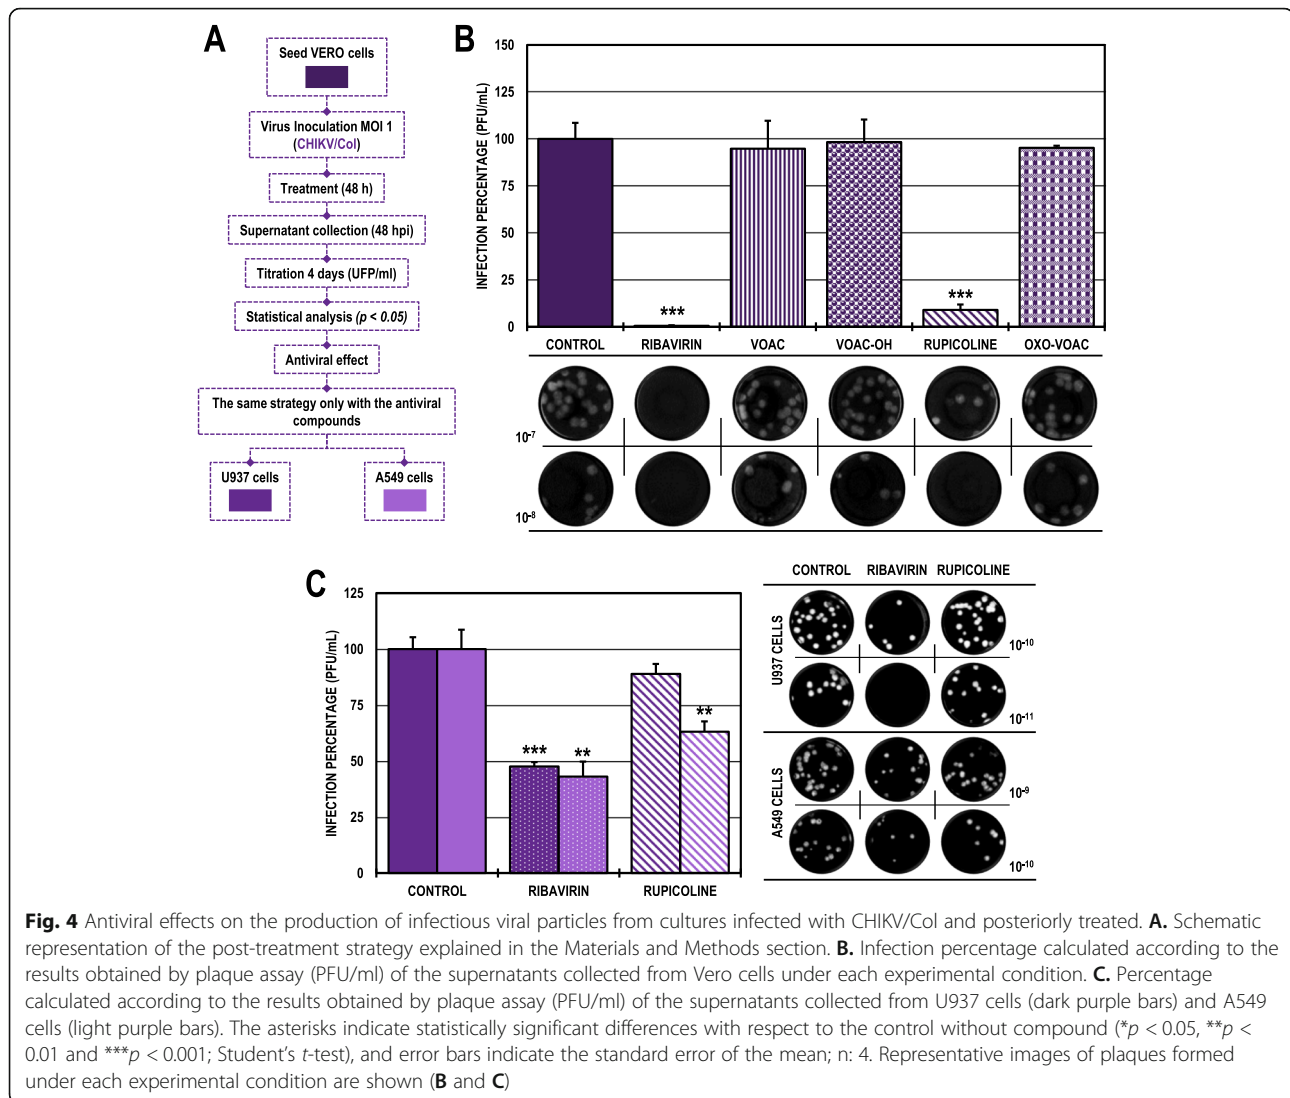 A
Seed VERO cells
Virus Inoculation MOI 1
(CHIKV/Col)
Treatment (48 h)
Supernatant collection (48 hpi)
Titration 4 days (UFP/ml)
Statistical analysis (p < 0.05)
Antiviral effect
The same strategy only with the antiviral
compounds
U937 cells
A549 cells
B
INFECTION PERCENTAGE (PFU/mL)
150
125
100
75
50
25
0
***
***
CONTROL RIBAVIRIN VOAC VOAC-OH RUPICOLINE OXO-VOAC
10-7
10-8
C
INFECTION PERCENTAGE (PFU/mL)
125
100
75
50
25
0
*** **
**
CONTROL RIBAVIRIN RUPICOLINE
CONTROL RIBAVIRIN RUPICOLINE
U937 CELLS
10-10
10-11
A549 CELLS
10-9
10-10
Fig. 4 Antiviral effects on the production of infectious viral particles from cultures infected with CHIKV/Col and posteriorly treated. A. Schematic
representation of the post-treatment strategy explained in the Materials and Methods section. B. Infection percentage calculated according to the
results obtained by plaque assay (PFU/ml) of the supernatants collected from Vero cells under each experimental condition. C. Percentage
calculated according to the results obtained by plaque assay (PFU/ml) of the supernatants collected from U937 cells (dark purple bars) and A549
cells (light purple bars). The asterisks indicate statistically significant differences with respect to the control without compound (*p < 0.05, **p <
0.01 and ***p < 0.001; Student's t-test), and error bars indicate the standard error of the mean; n: 4. Representative images of plaques formed
under each experimental condition are shown (B and C)